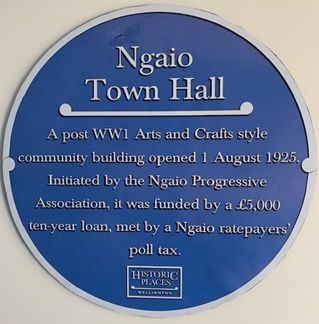 Ngaio
Town Hall
A post WW1 Arts and Crafts style
community building opened 1 August 1925.
Initiated by the Ngaio Progressive
Association, it was funded by a £5,000
ten-year loan, met by a Ngaio ratepayers'
poll tax.
HISTORIC
PLACES
WELLINGTON